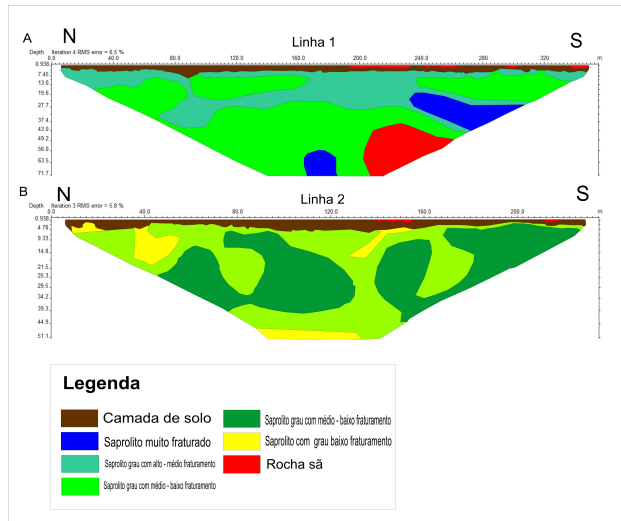 A
N
Linha 1
S
Depth Iteration 4 RMS error = 6.5 %
0.0 40.0 80.0 120 160 200 240 280 320 m.
0.938
7.45
13.0
19.6
27.7
37.4
43.0
49.2
56.0
63.5
71.7
B
N
Linha 2
S
Depth Iteration 3 RMS error = 5.8 %
0.0 40.0 80.0 120 160 200.0 m.
0.938
4.78
9.33
14.8
21.5
25.5
29.6
34.2
39.3
44.9
51.1
Legenda
Camada de solo
Saprolito muito fraturado
Saprolito grau com alto - médio fraturamento
Saprolito grau com médio - baixo fraturamento
Saprolito grau com médio - baixo fraturamento
Saprolito com grau baixo fraturamento
Rocha sã